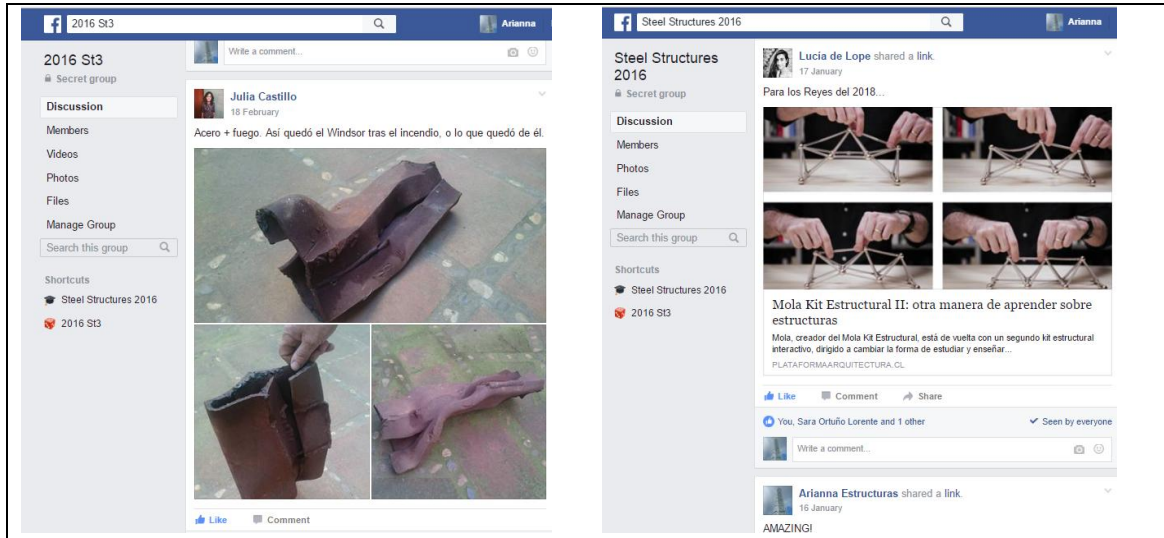 2016 St3
Arianna
2016 St3
Secret group
Discussion
Members
Videos
Photos
Files
Manage Group
Search this group
Shortcuts
Steel Structures 2016
2016 St3
Write a comment...
Julia Castillo
18 February
Acero + fuego. Así quedó el Windsor tras el incendio, o lo que quedó de él.
Like Comment
Steel Structures 2016
Arianna
Steel Structures
2016
Secret group
Discussion
Members
Photos
Files
Manage Group
Search this group
Shortcuts
Steel Structures 2016
2016 St3
Lucía de Lope shared a link.
17 January
Para los Reyes del 2018...
Mola Kit Estructural II: otra manera de aprender sobre
estructuras
Mola, creador del Mola Kit Estructural, está de vuelta con un segundo kit estructural
interactivo, dirigido a cambiar la forma de estudiar y enseñar...
PLATAFORMAARQUITECTURA.CL
Like Comment Share
You, Sara Ortuño Lorente and 1 other Seen by everyone
Write a comment...
Arianna Estructuras shared a link.
16 January
AMAZING!